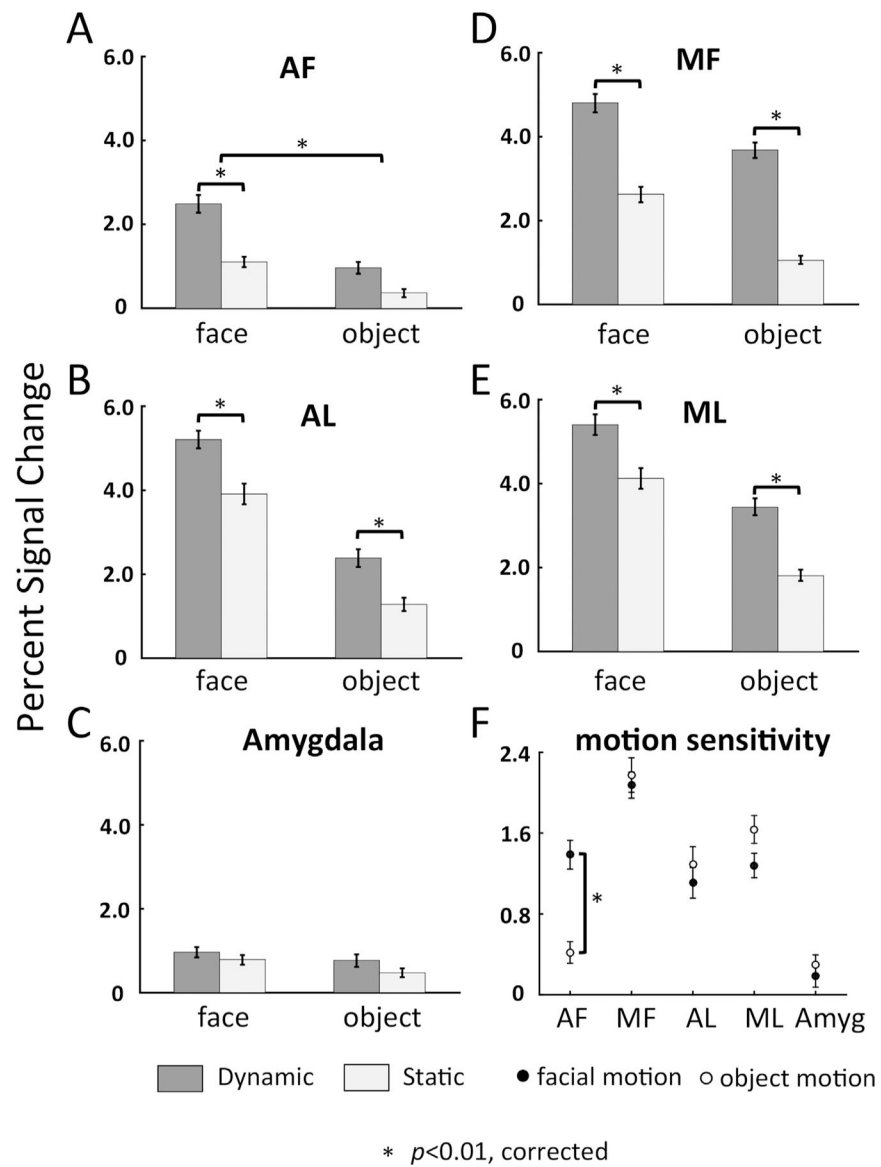 Percent Signal Change
A
AF
6.0
4.0
2.0
0
*
*
face object
B
AL
6.0
4.0
2.0
0
*
*
face object
C
Amygdala
6.0
4.0
2.0
0
face object
D
MF
6.0
4.0
2.0
0
*
*
face object
E
ML
6.0
4.0
2.0
0
*
*
face object
F
motion sensitivity
2.4
1.6
0.8
0
*
AF MF AL ML Amyg
Dynamic Static facial motion object motion
* p<0.01, corrected